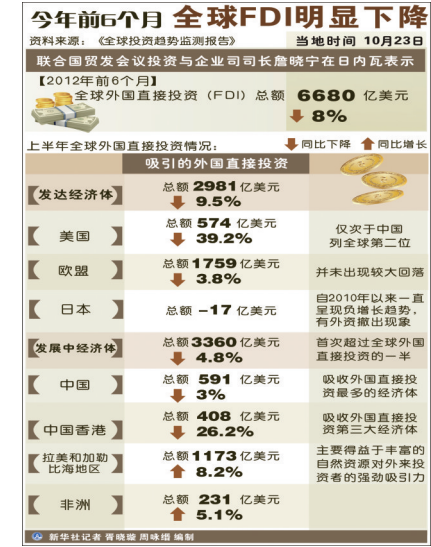 今年前6个月 全球FDI明显下降
资料来源：《全球投资趋势监测报告》 当地时间 10月23日
联合国贸发会议投资与企业司司长詹晓宁在日内瓦表示
【2012年前6个月】
全球外国直接投资（FDI）总额 6680 亿美元
8%
上半年全球外国直接投资情况： 同比下降 同比增长
吸引的外国直接投资
【发达经济体】 总额 2981 亿美元
9.5%
【美国】 总额 574 亿美元
39.2%
仅次于中国
列全球第二位
【欧盟】 总额 1759 亿美元
3.8%
并未出现较大回落
【日本】 总额 -17 亿美元
自2010年以来一直
呈现负增长趋势，
有外资撤出现象
【发展中经济体】 总额 3360 亿美元
4.8%
首次超过全球外国
直接投资的一半
【中国】 总额 591 亿美元
3%
吸收外国直接投
资最多的经济体
【中国香港】 总额 408 亿美元
26.2%
吸收外国直接投
资第三大经济体
【拉美和加勒
比海地区】 总额 1173 亿美元
8.2%
主要得益于丰富的
自然资源对外来投
资者的强劲吸引力
【非洲】 总额 231 亿美元
5.1%
新华社记者 胥晓璇 周咏缗 编制